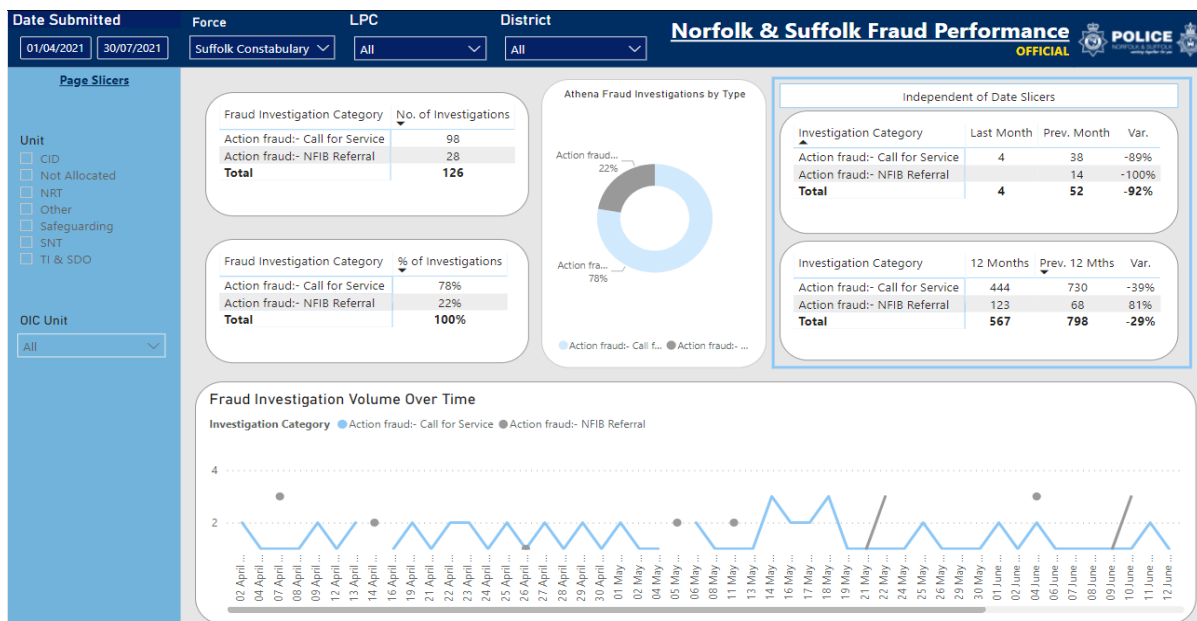 Date Submitted
Force
LPC
District
01/04/2021 30/07/2021
Suffolk Constabulary
All
All
Norfolk & Suffolk Fraud Performance
OFFICIAL
POLICE
NORFOLK & SUFFOLK
Page Slicers
Unit
CID
Not Allocated
NRT
Other
Safeguarding
SNT
TI & SDO
OIC Unit
All
Fraud Investigation Category No. of Investigations
Action fraud:- Call for Service 98
Action fraud:- NFIB Referral 28
Total 126
Fraud Investigation Category % of Investigations
Action fraud:- Call for Service 78%
Action fraud:- NFIB Referral 22%
Total 100%
Athena Fraud Investigations by Type
Action fraud...
22%
Action fra...
78%
Action fraud:- Call f... Action fraud:- ...
Independent of Date Slicers
Investigation Category Last Month Prev. Month Var.
Action fraud:- Call for Service 4 38 -89%
Action fraud:- NFIB Referral 14 -100%
Total 4 52 -92%
Investigation Category 12 Months Prev. 12 Mths Var.
Action fraud:- Call for Service 444 730 -39%
Action fraud:- NFIB Referral 123 68 81%
Total 567 798 -29%
Fraud Investigation Volume Over Time
Investigation Category Action fraud:- Call for Service Action fraud:- NFIB Referral
4
2
02 April ...
04 April ...
07 April ...
08 April ...
09 April ...
12 April ...
13 April ...
14 April ...
16 April ...
19 April ...
21 April ...
22 April ...
23 April ...
24 April ...
25 April ...
26 April ...
27 April ...
28 April ...
29 April ...
30 April ...
01 May ...
02 May ...
04 May ...
05 May ...
06 May ...
08 May ...
11 May ...
13 May ...
14 May ...
16 May ...
17 May ...
18 May ...
19 May ...
21 May ...
22 May ...
24 May ...
25 May ...
26 May ...
29 May ...
30 May ...
01 June ...
02 June ...
04 June ...
06 June ...
07 June ...
08 June ...
09 June ...
10 June ...
11 June ...
12 June ...